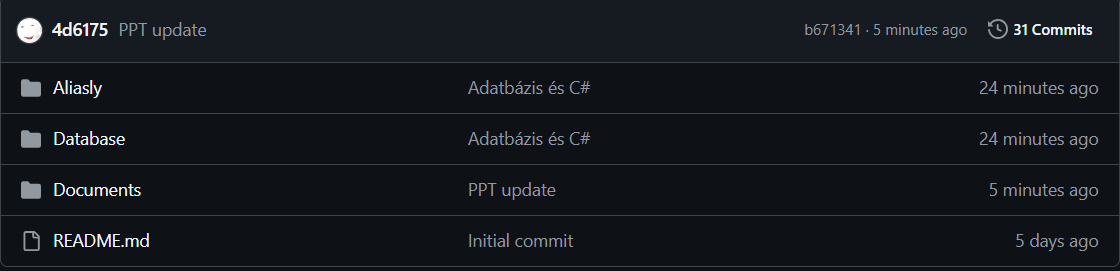 4d6175 PPT update b671341 · 5 minutes ago 31 Commits
Aliasly Adatbázis és C# 24 minutes ago
Database Adatbázis és C# 24 minutes ago
Documents PPT update 5 minutes ago
README.md Initial commit 5 days ago